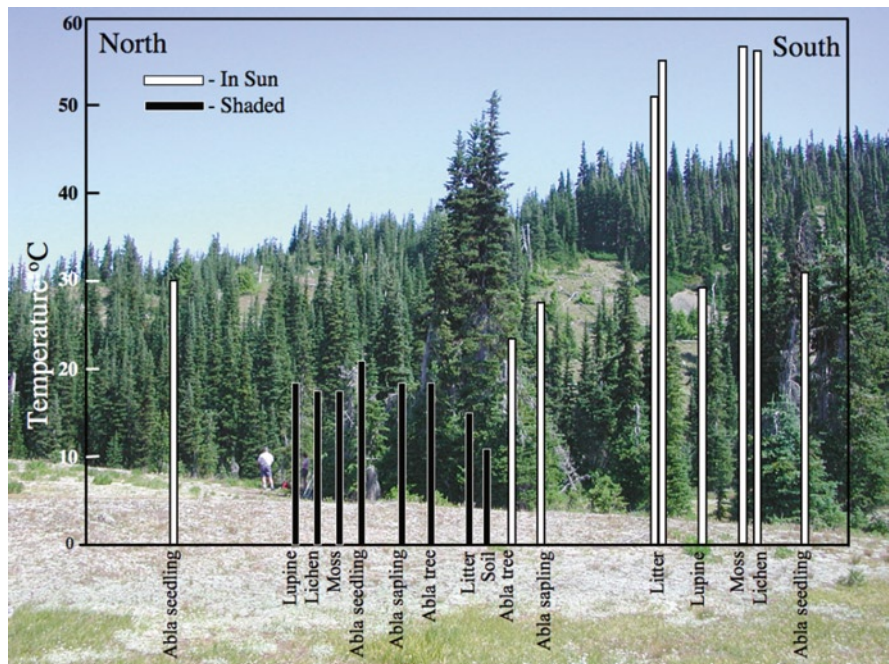 60
50
40
30
20
10
0
Temperature ºC
North
South
- In Sun
- Shaded
Abla seedling
Lupine
Lichen
Moss
Abla seedling
Abla sapling
Abla tree
Litter
Soil
Abla tree
Abla sapling
Litter
Lupine
Moss
Lichen
Abla seedling